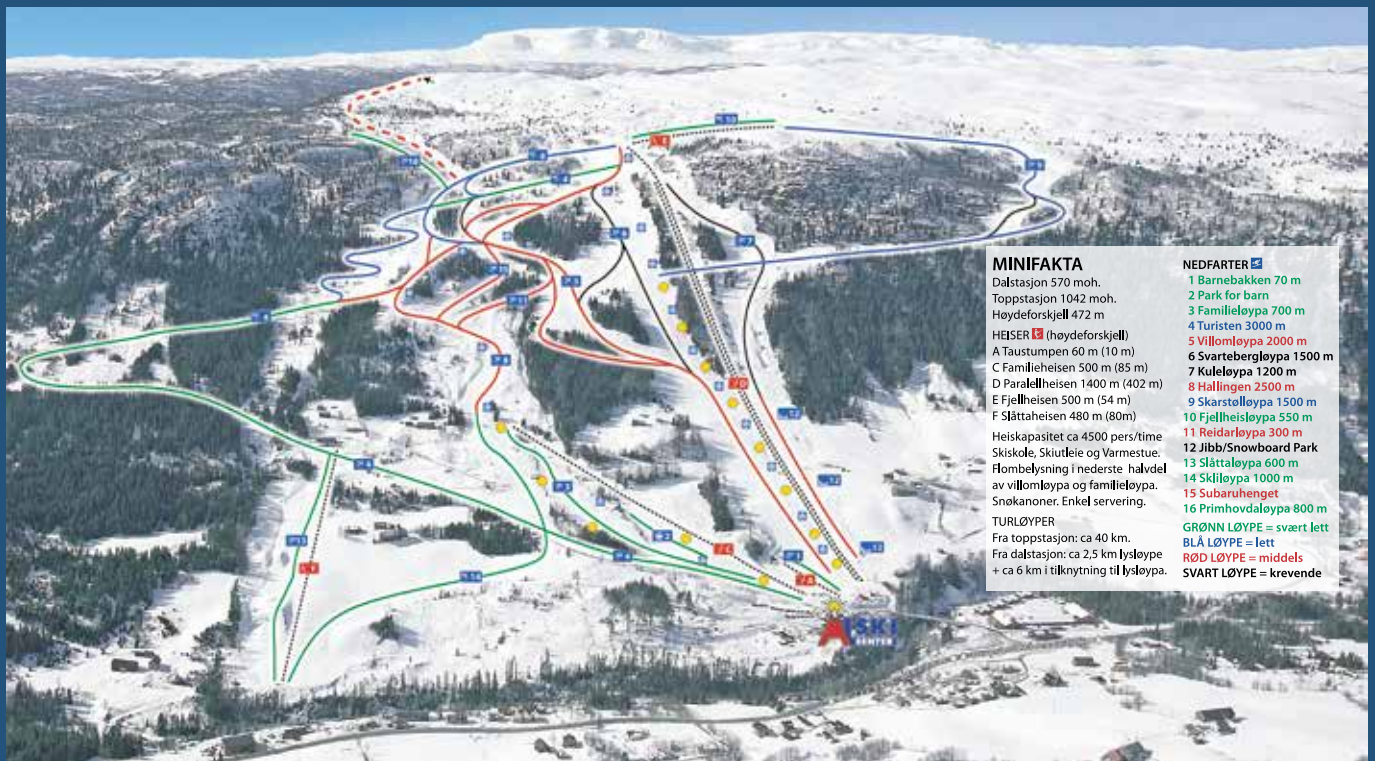 MINIFAKTA
Dalstasjon 570 moh.
Toppstasjon 1042 moh.
Høydeforskjell 472 m
HEISER (høydeforskjell)
A Taustumpen 60 m (10 m)
C Familieheisen 500 m (85 m)
D Paralellheisen 1400 m (402 m)
E Fjellheisen 500 m (54 m)
F Slåttaheisen 480 m (80m)
Heiskapasitet ca 4500 pers/time
Skiskole, Skiutleie og Varmestue.
Flombelysning i nederste halvdel
av villomløypa og familieløypa.
Snøkanoner. Enkel servering.
TURLØYPER
Fra toppstasjon: ca 40 km.
Fra dalstasjon: ca 2,5 km lysløype
+ ca 6 km i tilknytning til lysløypa.
NEDFARTER
1 Barnebakken 70 m
2 Park for barn
3 Familieløypa 700 m
4 Turisten 3000 m
5 Villomløypa 2000 m
6 Svartebergløypa 1500 m
7 Kuleløypa 1200 m
8 Hallingen 2500 m
9 Skarstølløypa 1500 m
10 Fjellheisløypa 550 m
11 Reidarløypa 300 m
12 Jibb/Snowboard Park
13 Slåttaløypa 600 m
14 Skliløypa 1000 m
15 Subaruhenget
16 Primhovdaløypa 800 m
GRØNN LØYPE = svært lett
BLÅ LØYPE = lett
RØD LØYPE = middels
SVART LØYPE = krevende
ÅL SKI
SENTER